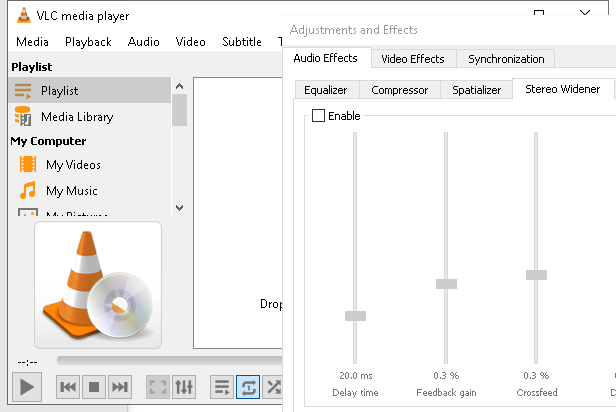 VLC media player
Media Playback Audio Video Subtitle
Playlist
Playlist
Media Library
My Computer
My Videos
My Music
My Pictures
Drop
--:--
Adjustments and Effects
Audio Effects Video Effects Synchronization
Equalizer Compressor Spatializer Stereo Widener
Enable
20.0 ms 0.3 % 0.3 %
Delay time Feedback gain Crossfeed